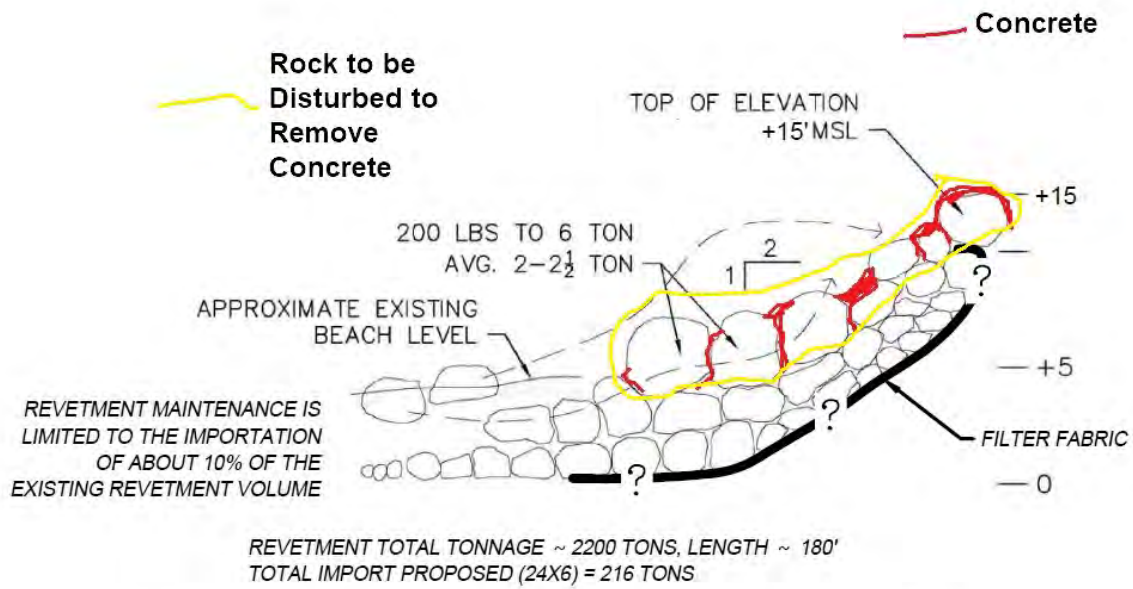 Concrete
Rock to be
Disturbed to
Remove
Concrete
TOP OF ELEVATION
+15'MSL
+15
200 LBS TO 6 TON
AVG. 2-2½ TON
2
1
?
APPROXIMATE EXISTING
BEACH LEVEL
+5
REVETMENT MAINTENANCE IS
LIMITED TO THE IMPORTATION
OF ABOUT 10% OF THE
EXISTING REVETMENT VOLUME
?
FILTER FABRIC
?
0
REVETMENT TOTAL TONNAGE ~ 2200 TONS, LENGTH ~ 180'
TOTAL IMPORT PROPOSED (24X6) = 216 TONS